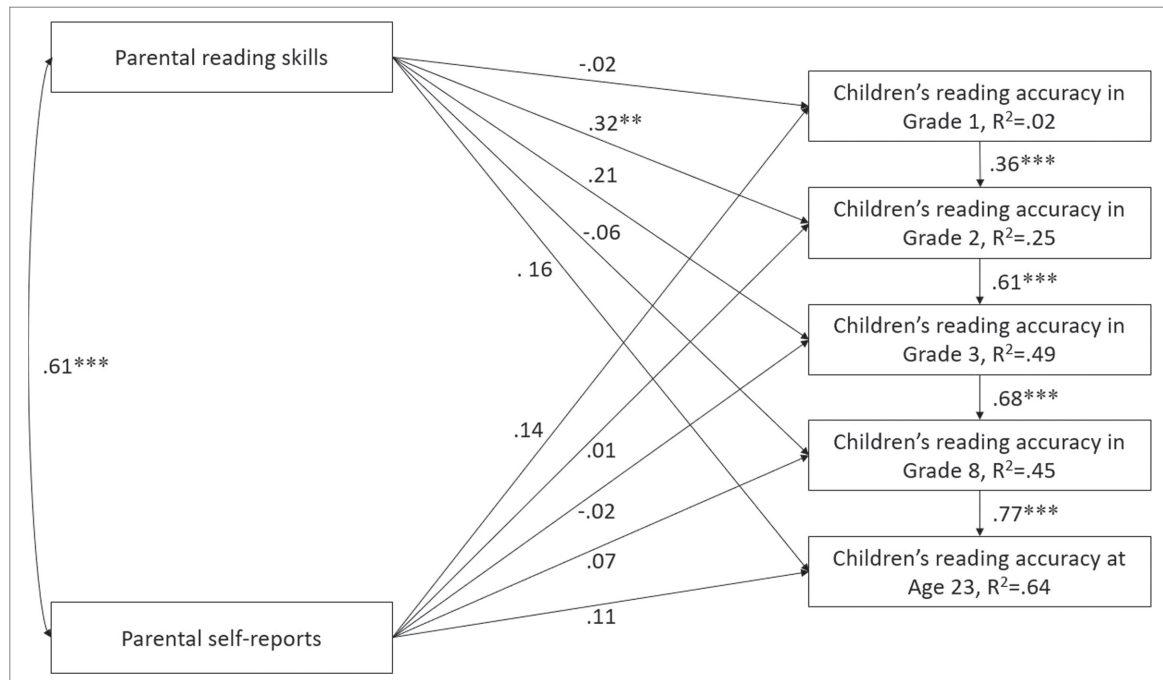 Parental reading skills
-.02
Children’s reading accuracy in
Grade 1, R²=.02
.32**
.36***
.21
Children’s reading accuracy in
Grade 2, R²=.25
-.06
. 16
.61***
Children’s reading accuracy in
Grade 3, R²=.49
.61***
.68***
.14
.01
Children’s reading accuracy in
Grade 8, R²=.45
-.02
.77***
.07
Children’s reading accuracy at
Age 23, R²=.64
.11
Parental self-reports